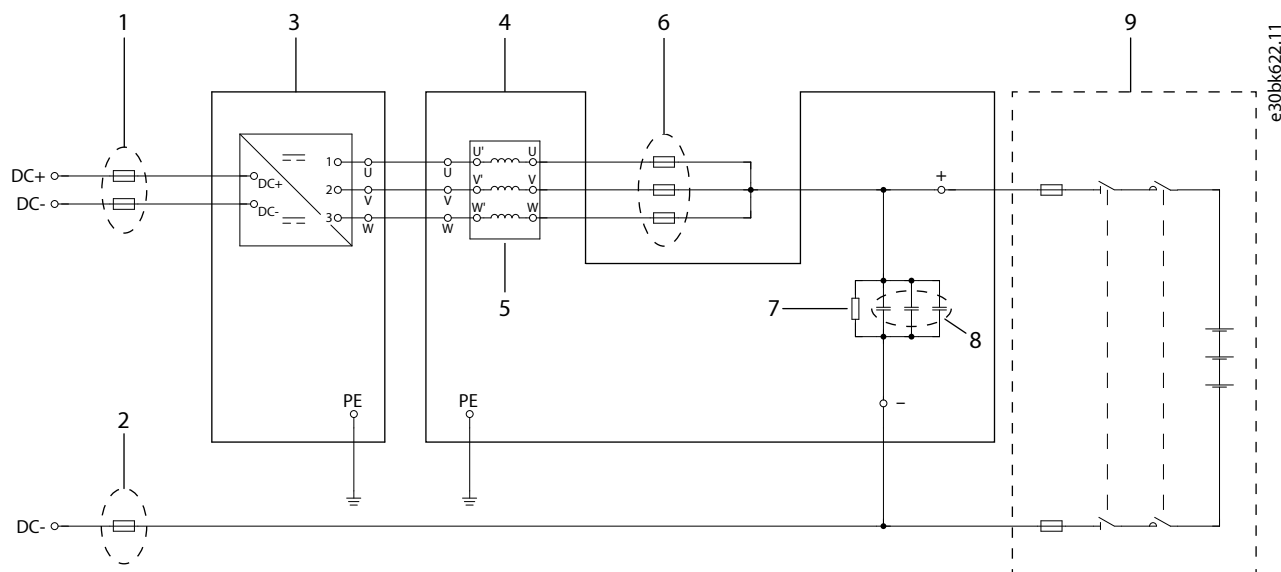 1
3
4
6
9
e30bk622.11
DC+
DC-
DC+
DC-
1
2
3
U
V
W
U
V
W
U'
V'
W'
U
V
W
+
5
7
8
PE
PE
–
2
DC-